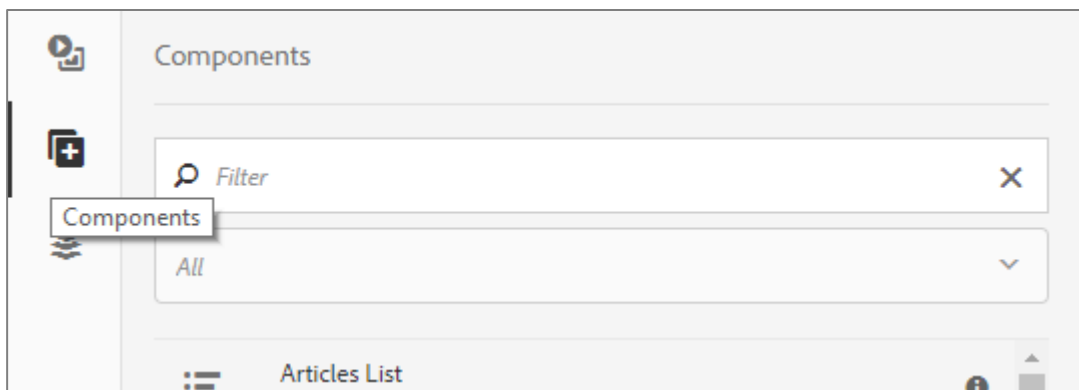 Components
Filter
Components
All
Articles List